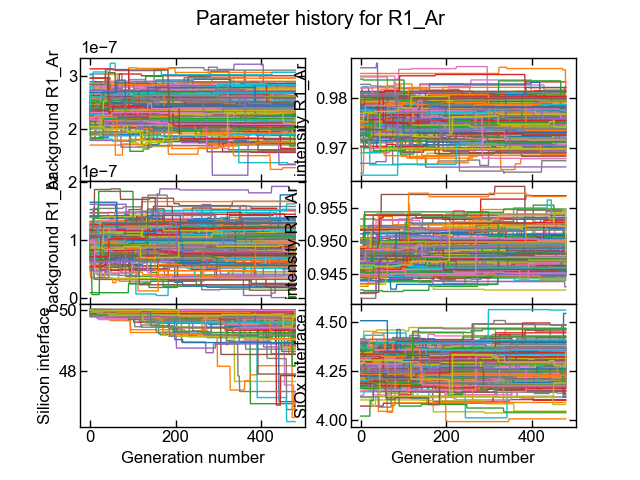 Parameter history for R1_Ar
1e−7
background R1_Ar
3
2
intensity R1_Ar
0.98
0.97
1e−7
background R1_Ar
2
1
0
intensity R1_Ar
0.955
0.950
0.945
Silicon interface
50
48
SiOx interface
4.50
4.25
4.00
0 200 400
0 200 400
Generation number
Generation number